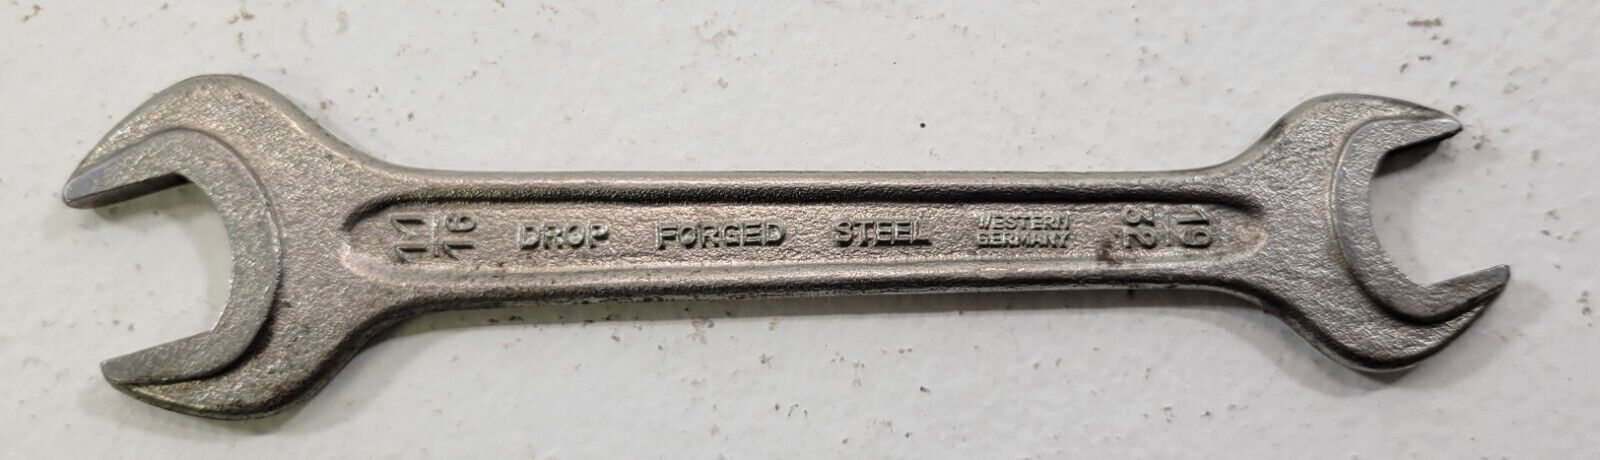 11/16 DROP FORGED STEEL WESTERN
GERMANY 19/32